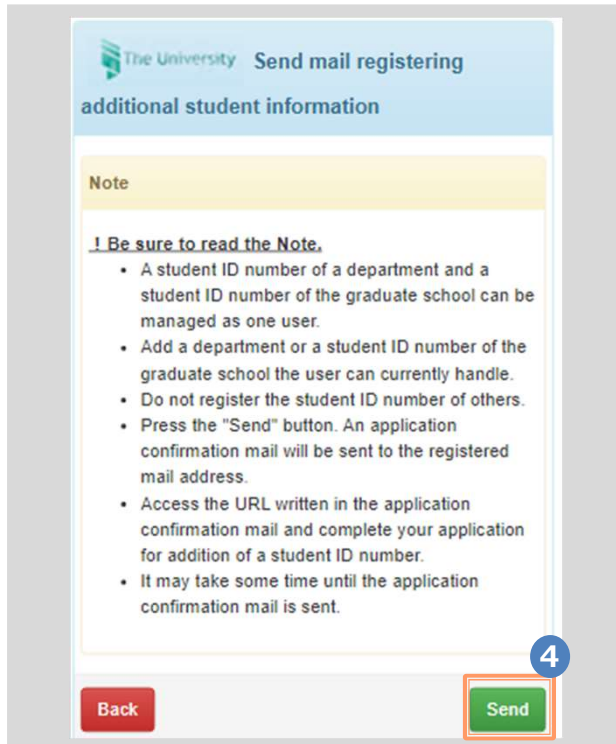 The University Send mail registering
additional student information
Note
! Be sure to read the Note.
• A student ID number of a department and a
student ID number of the graduate school can be
managed as one user.
• Add a department or a student ID number of the
graduate school the user can currently handle.
• Do not register the student ID number of others.
• Press the "Send" button. An application
confirmation mail will be sent to the registered
mail address.
• Access the URL written in the application
confirmation mail and complete your application
for addition of a student ID number.
• It may take some time until the application
confirmation mail is sent.
4
Back Send